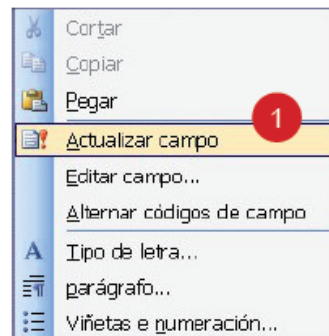 Cortar
Copiar
Pegar
1
Actualizar campo
Editar campo...
Alternar códigos de campo
A Tipo de letra...
parágrafo...
Viñetas e numeración...